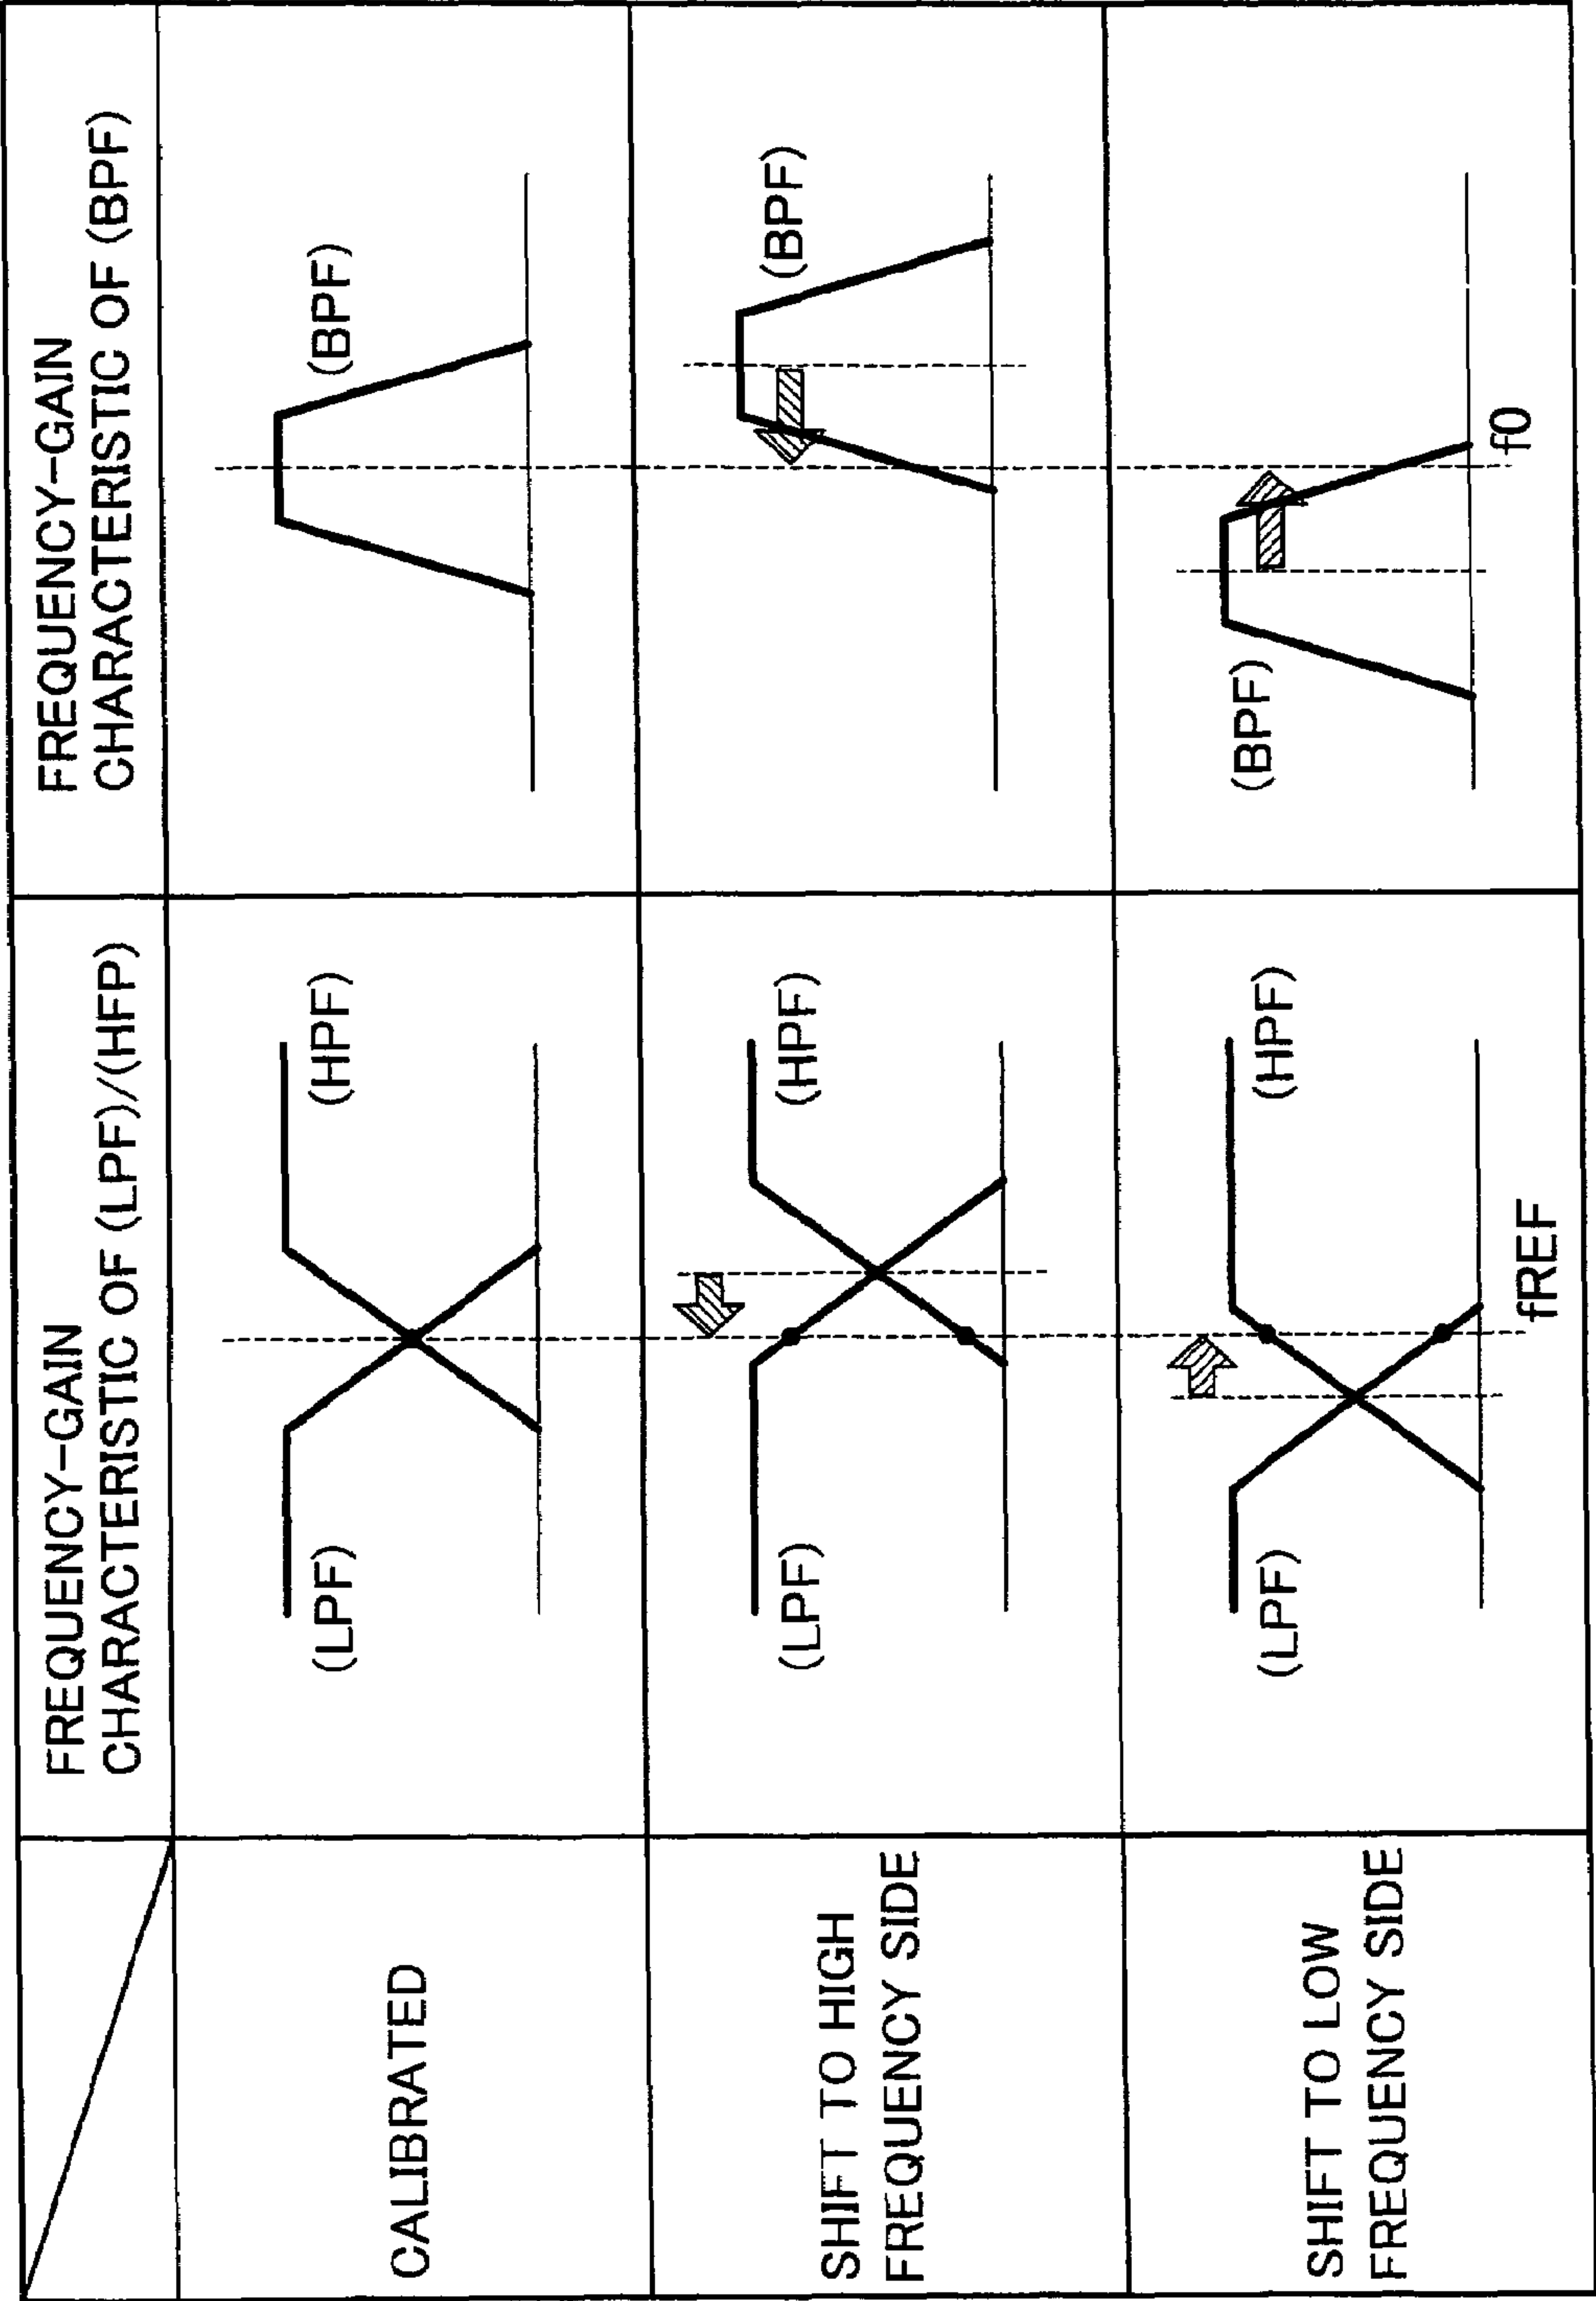 FREQUENCY-GAIN
CHARACTERISTIC OF (LPF)/(HFP)
FREQUENCY-GAIN
CHARACTERISTIC OF (BPF)
CALIBRATED
(LPF)
(HPF)
(BPF)
SHIFT TO HIGH
FREQUENCY SIDE
(LPF)
(HPF)
(BPF)
SHIFT TO LOW
FREQUENCY SIDE
(LPF)
(HPF)
(BPF)
fREF
f0